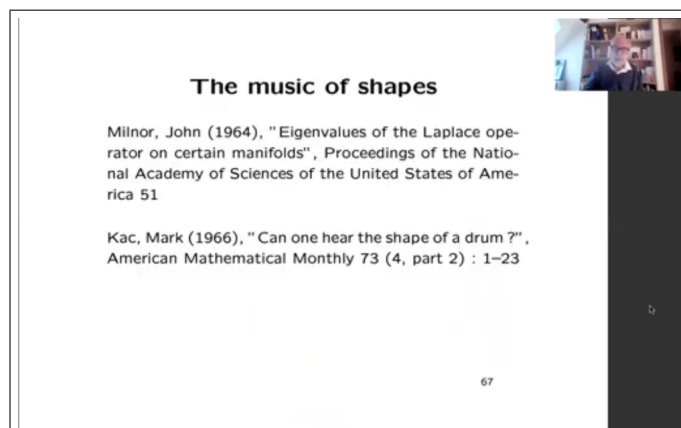 The music of shapes
Milnor, John (1964), "Eigenvalues of the Laplace ope-
rator on certain manifolds", Proceedings of the Natio-
nal Academy of Sciences of the United States of Ame-
rica 51
Kac, Mark (1966), "Can one hear the shape of a drum ?",
American Mathematical Monthly 73 (4, part 2) : 1–23
67